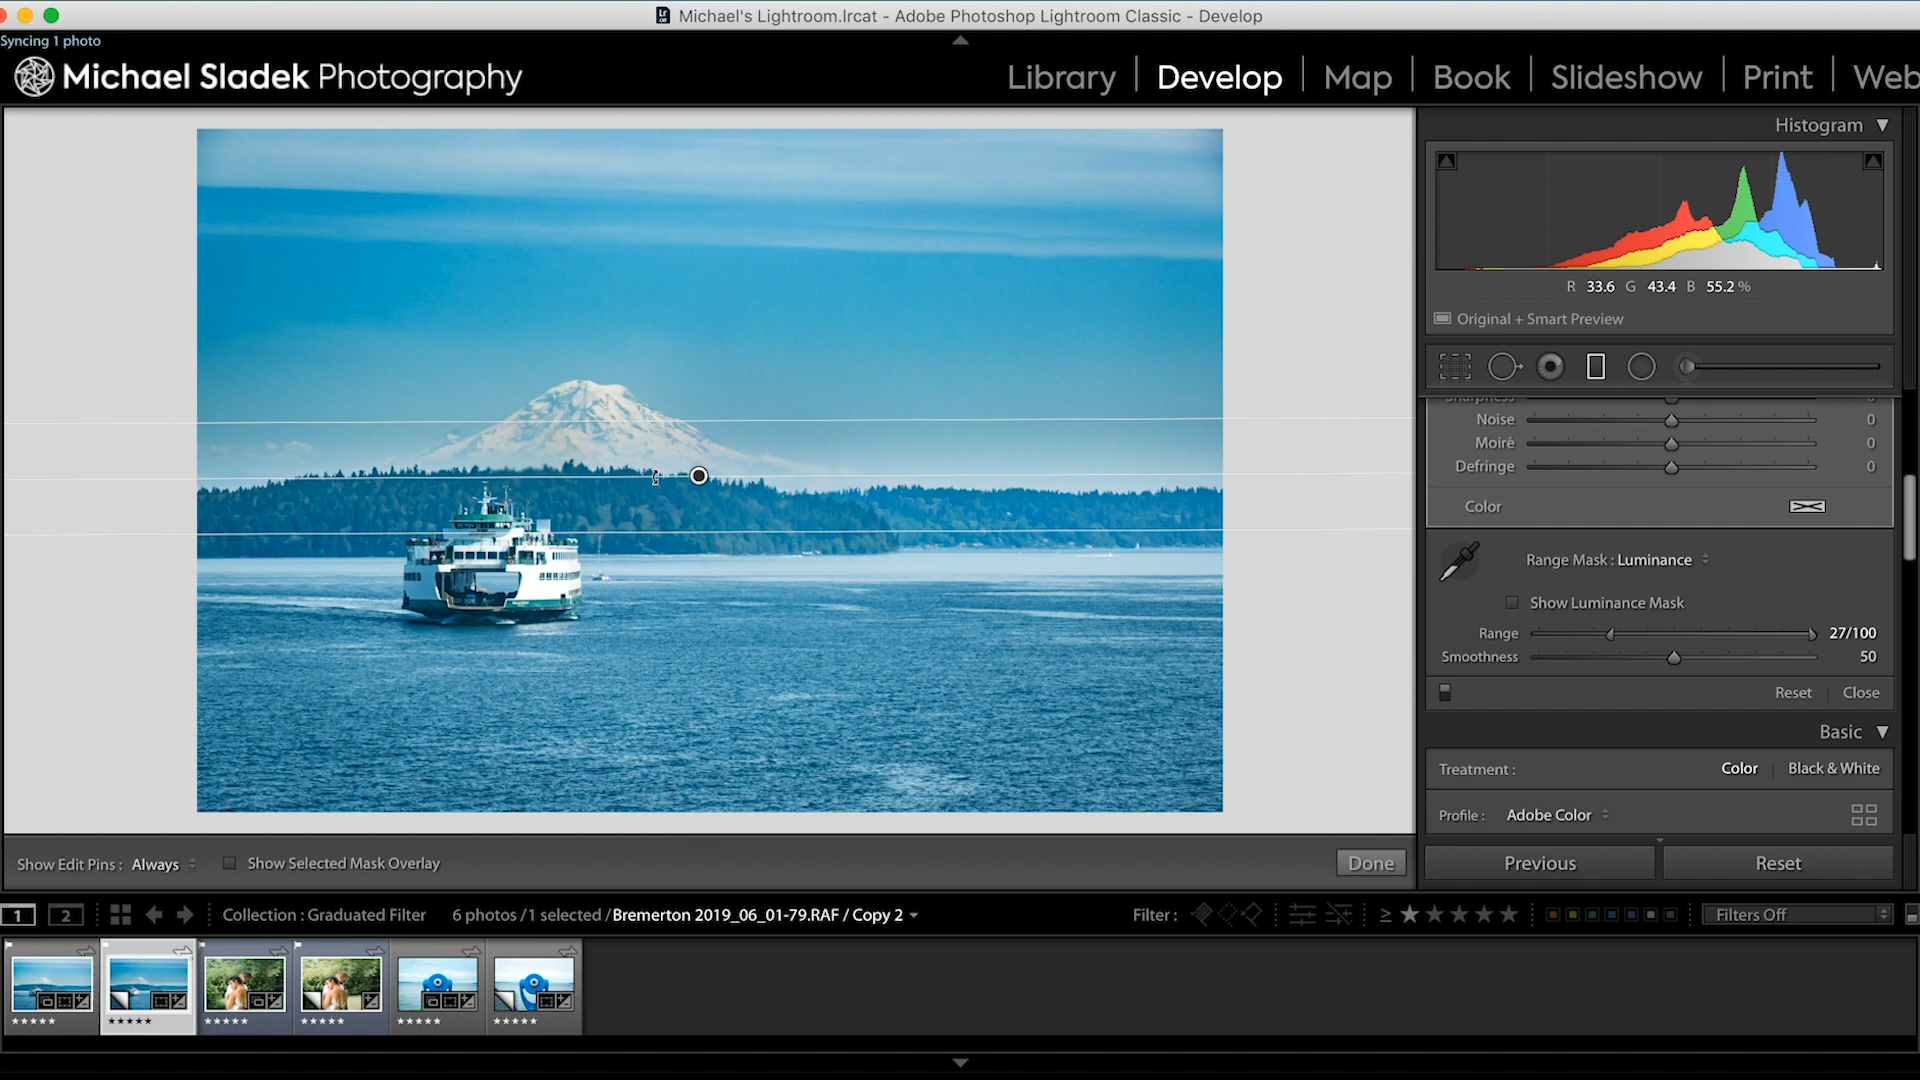 Michael's Lightroom.lrcat - Adobe Photoshop Lightroom Classic - Develop
Syncing 1 photo
Michael Sladek Photography
Library | Develop | Map | Book | Slideshow | Print | Web
Histogram
R 33.6 G 43.4 B 55.2 %
Original + Smart Preview
Sharpness 0
Noise 0
Moiré 0
Defringe 0
Color
Range Mask : Luminance
Show Luminance Mask
Range 27/100
Smoothness 50
Reset | Close
Basic
Treatment : Color | Black & White
Profile : Adobe Color
Previous Reset
Show Edit Pins : Always Show Selected Mask Overlay Done
1 2 Collection : Graduated Filter 6 photos / 1 selected / Bremerton 2019_06_01-79.RAF / Copy 2 Filter : ≥ Filters Off